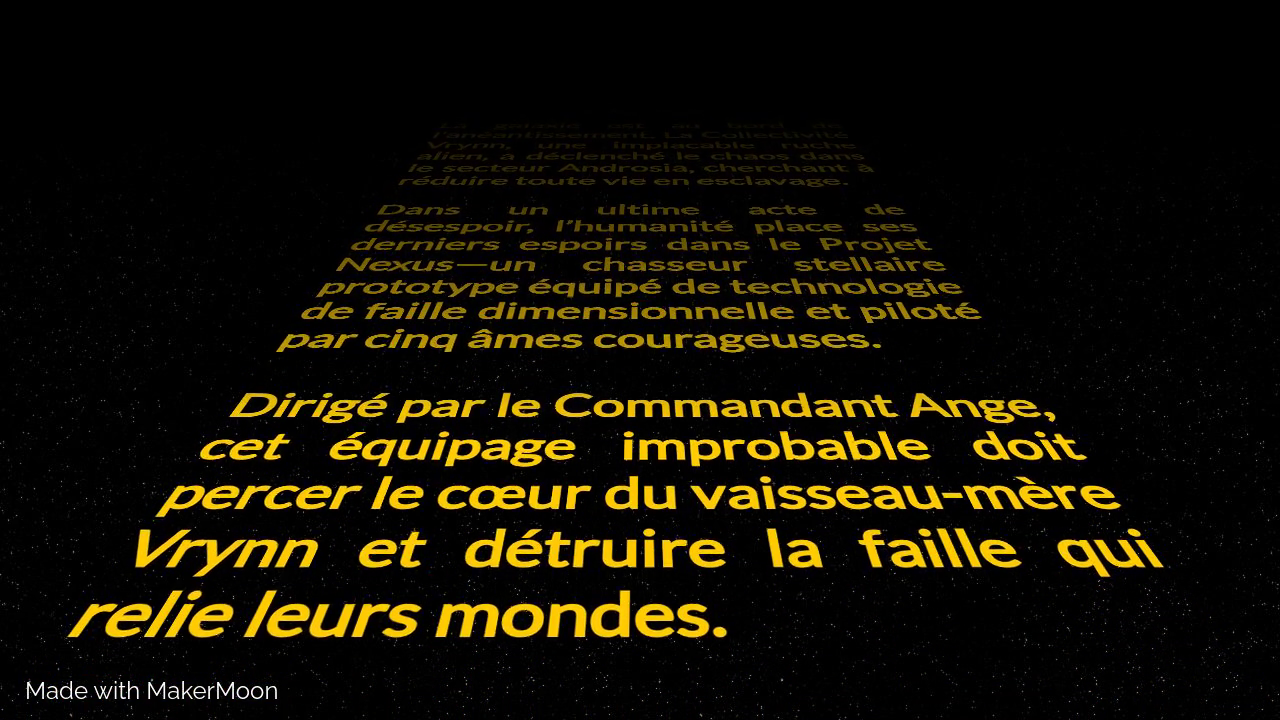 La galaxie est au bord de
l'anéantissement. La Collectivité
Vrynn, une implacable ruche
alien, a déclenché le chaos dans
le secteur Androsia, cherchant à
réduire toute vie en esclavage.
Dans un ultime acte de
désespoir, l'humanité place ses
derniers espoirs dans le Projet
Nexus—un chasseur stellaire
prototype équipé de technologie
de faille dimensionnelle et piloté
par cinq âmes courageuses.
Dirigé par le Commandant Ange,
cet équipage improbable doit
percer le cœur du vaisseau-mère
Vrynn et détruire la faille qui
relie leurs mondes.
Made with MakerMoon